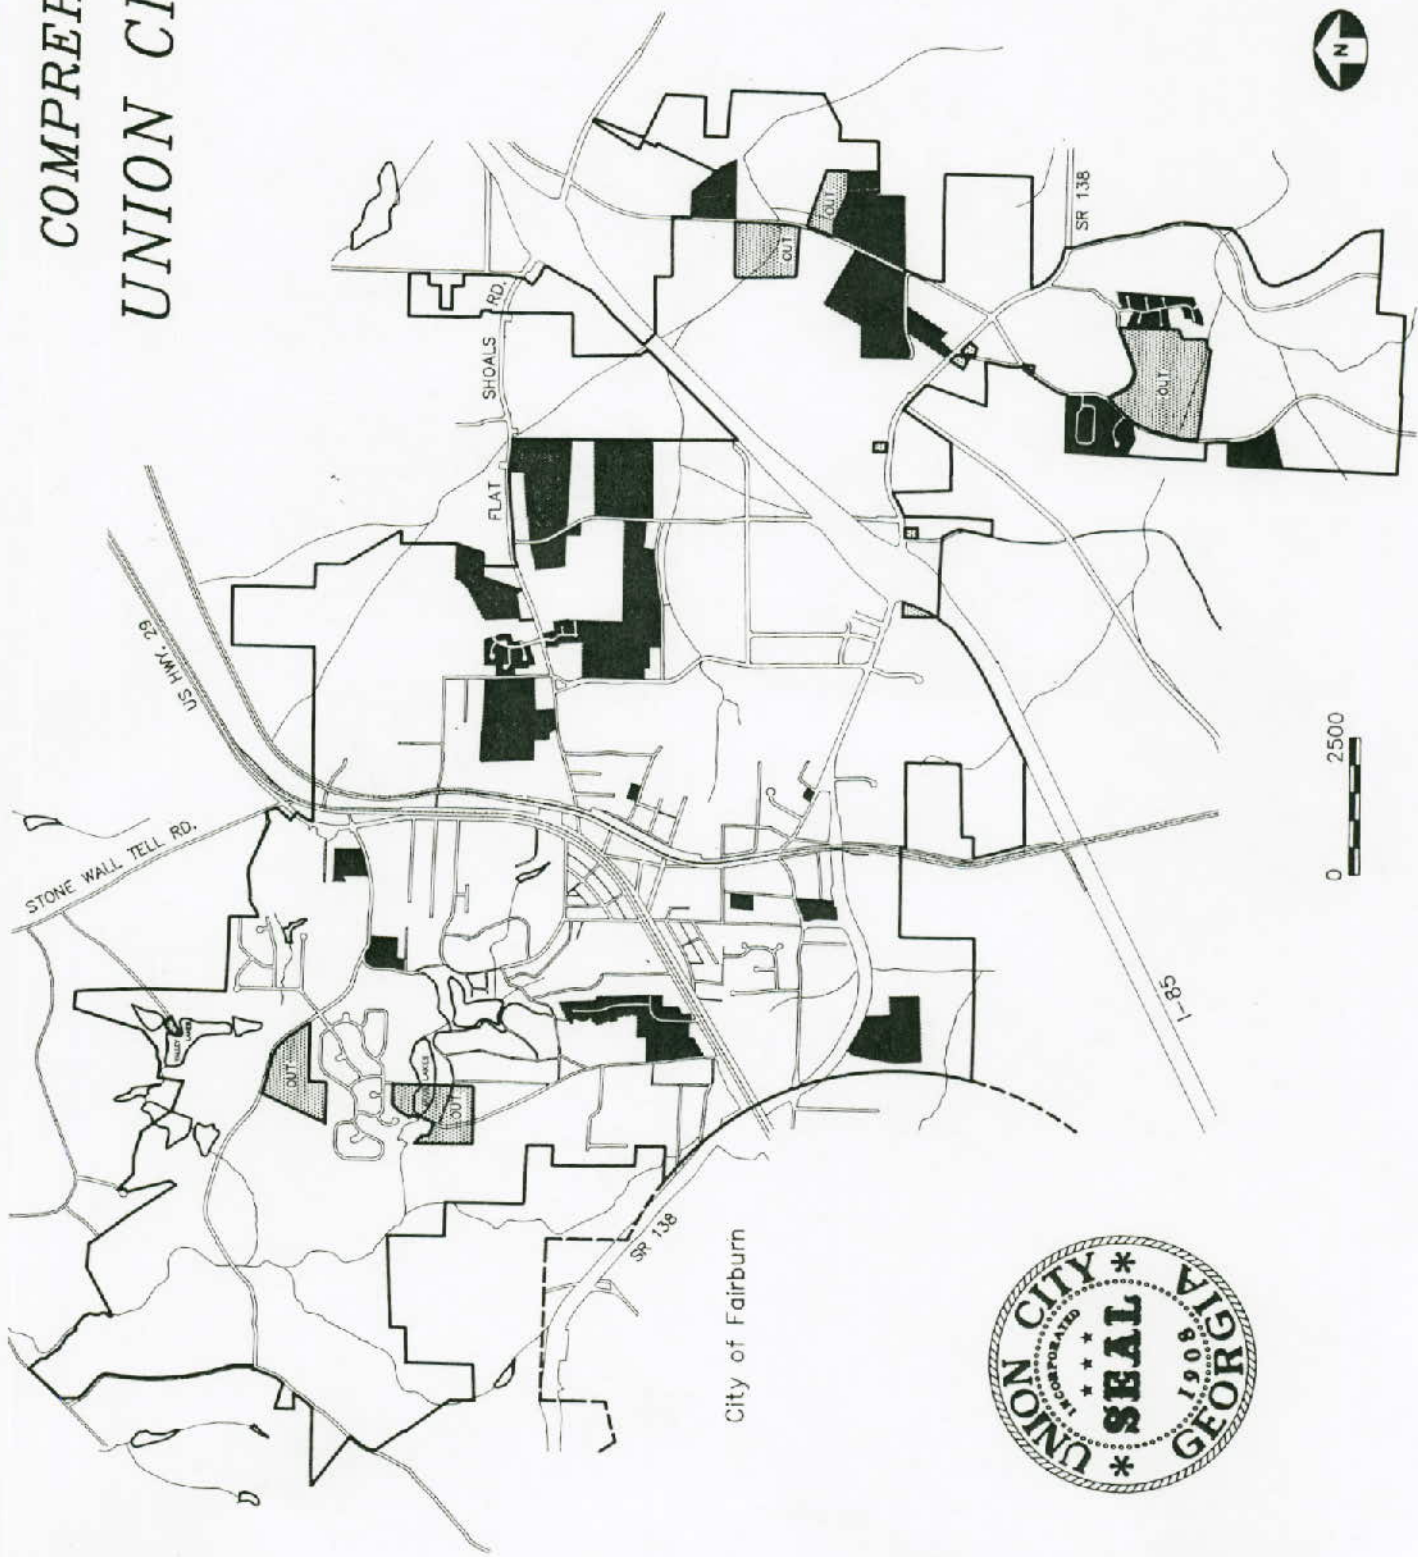 COMPREH
UNION CI
N
STONE WALL TELL RD.
US HWY. 29
FLAT
SHOALS
RD.
SR 138
OUT
OUT
OUT
OUT
OUT
SR 138
I-85
City of Fairburn
0
2500
UNION CITY
INCORPORATED
SEAL
1908
GEORGIA